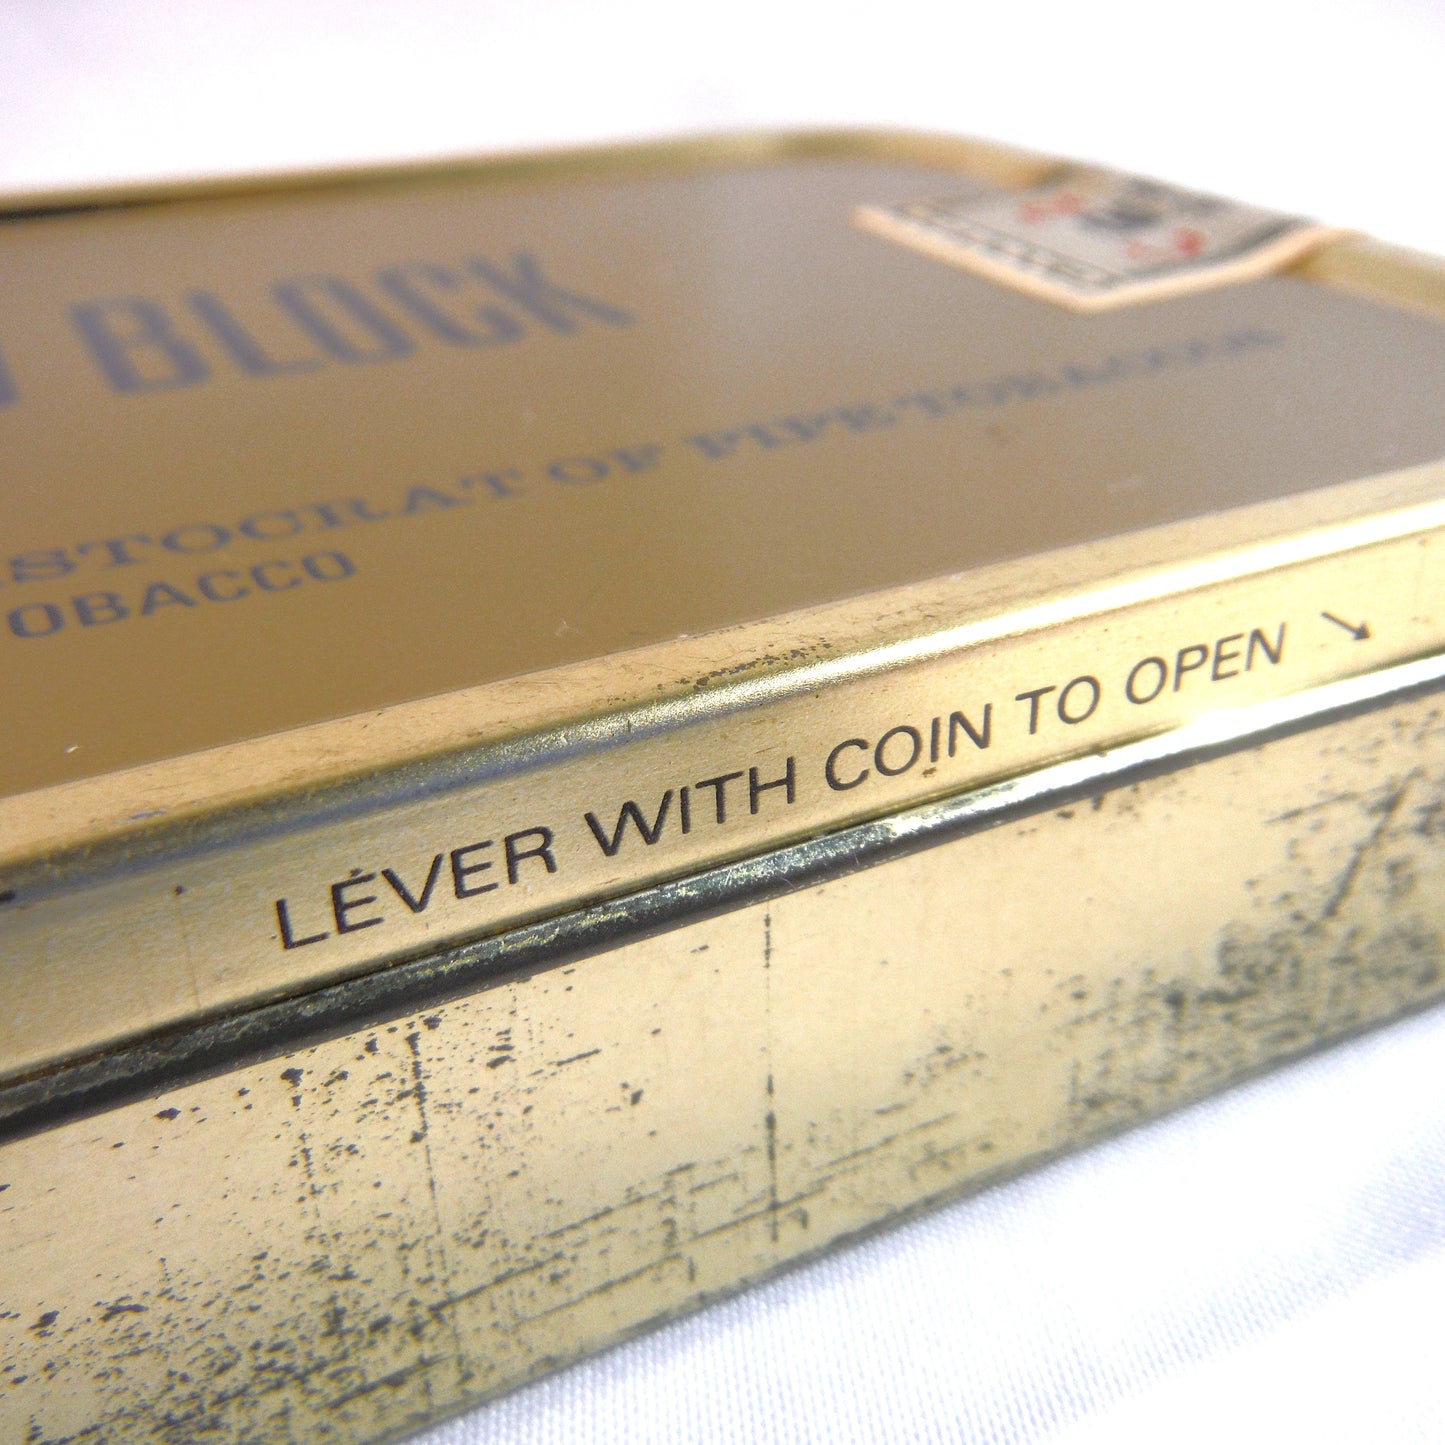 BLOCK
STOCRAT OF PIPE TOBACCOS
OBACCO
LEVER WITH COIN TO OPEN ↘